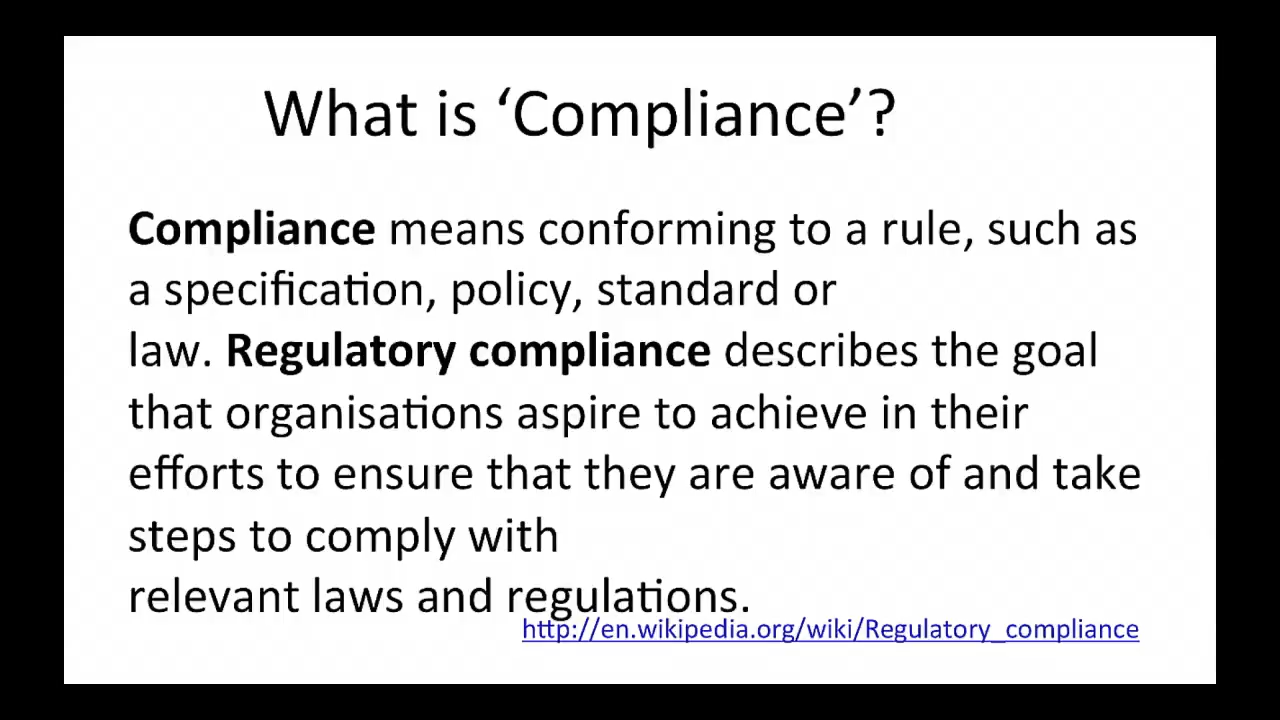 What is ‘Compliance’?
Compliance means conforming to a rule, such as
a specification, policy, standard or
law. Regulatory compliance describes the goal
that organisations aspire to achieve in their
efforts to ensure that they are aware of and take
steps to comply with
relevant laws and regulations.
http://en.wikipedia.org/wiki/Regulatory_compliance